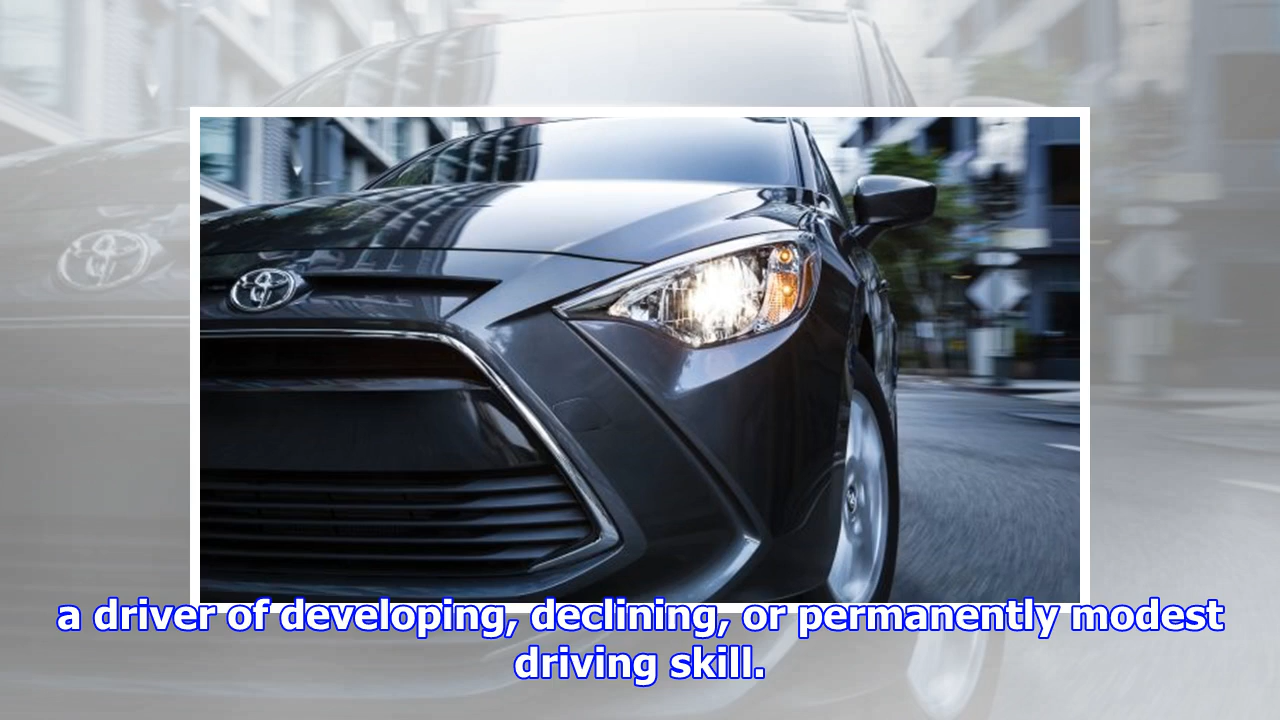 a driver of developing, declining, or permanently modest
driving skill.